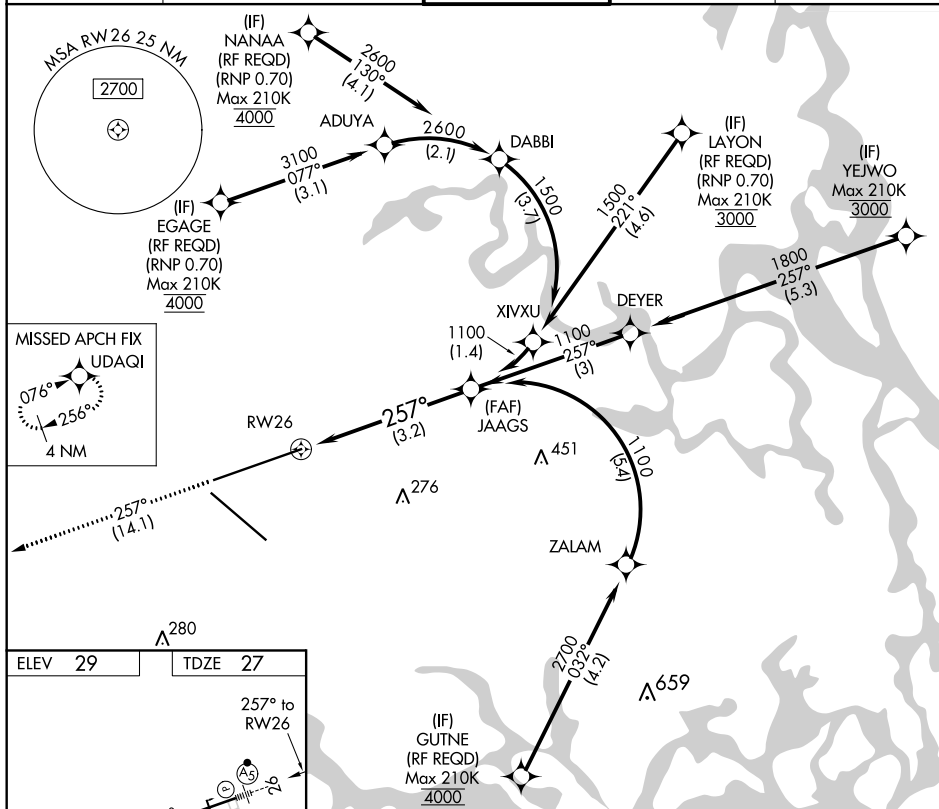 MSA RW26 25 NM
2700
(IF)
NANAA
(RF REQD)
(RNP 0.70)
Max 210K
4000
2600
130°
(4.1)
ADUYA
2600
(2.1)
DABBI
3100
077°
(3.1)
(IF)
EGAGE
(RF REQD)
(RNP 0.70)
Max 210K
4000
1500
(3.7)
(IF)
LAYON
(RF REQD)
(RNP 0.70)
Max 210K
3000
1500
221°
(4.6)
(IF)
YEJWO
Max 210K
3000
1800
257°
(5.3)
DEYER
XIVXU
1100
(1.4)
1100
257°
(3)
MISSED APCH FIX
UDAQI
076°
256°
4 NM
(FAF)
JAAGS
257°
(3.2)
RW26
451
276
1100
(5.4)
257°
(14.1)
ZALAM
280
2700
032°
(4.2)
659
(IF)
GUTNE
(RF REQD)
Max 210K
4000
ELEV 29
TDZE 27
257° to
RW26
A5
P
26